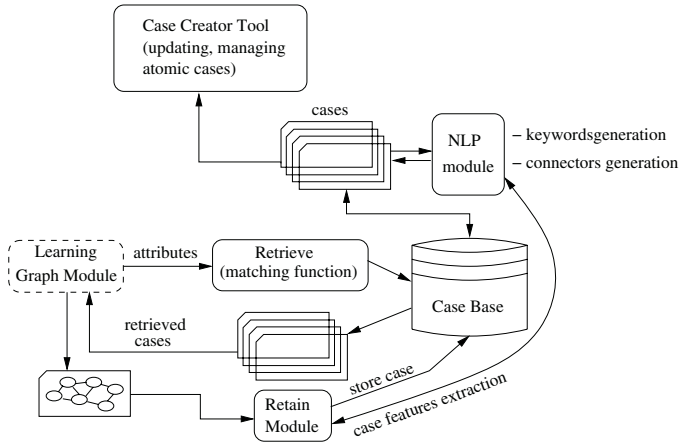 Case Creator Tool
(updating, managing
atomic cases)
cases
NLP
module
– keywordsgeneration
– connectors generation
Learning
Graph Module
attributes
Retrieve
(matching function)
Case Base
retrieved
cases
store case
case features extraction
Retain
Module